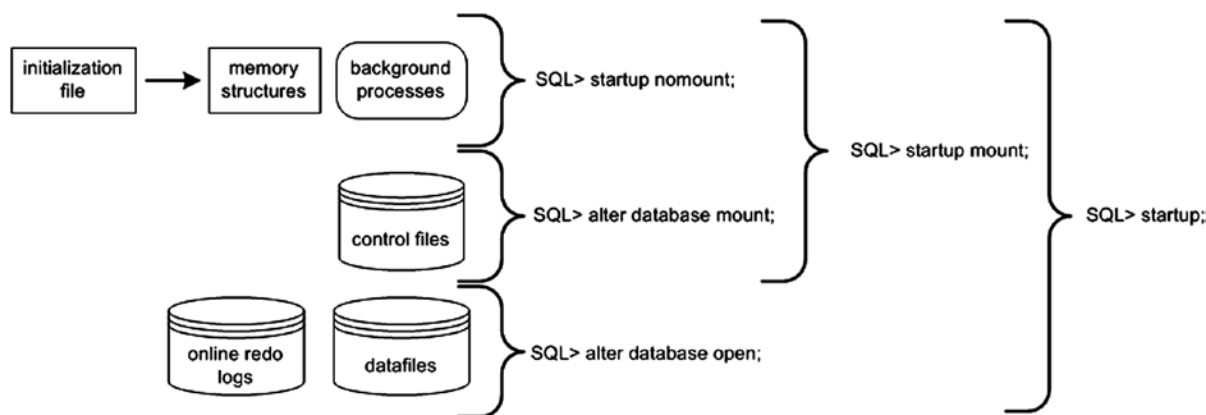 initialization
file
memory
structures
background
processes
SQL> startup nomount;
SQL> startup mount;
control files
SQL> alter database mount;
SQL> startup;
online redo
logs
datafiles
SQL> alter database open;